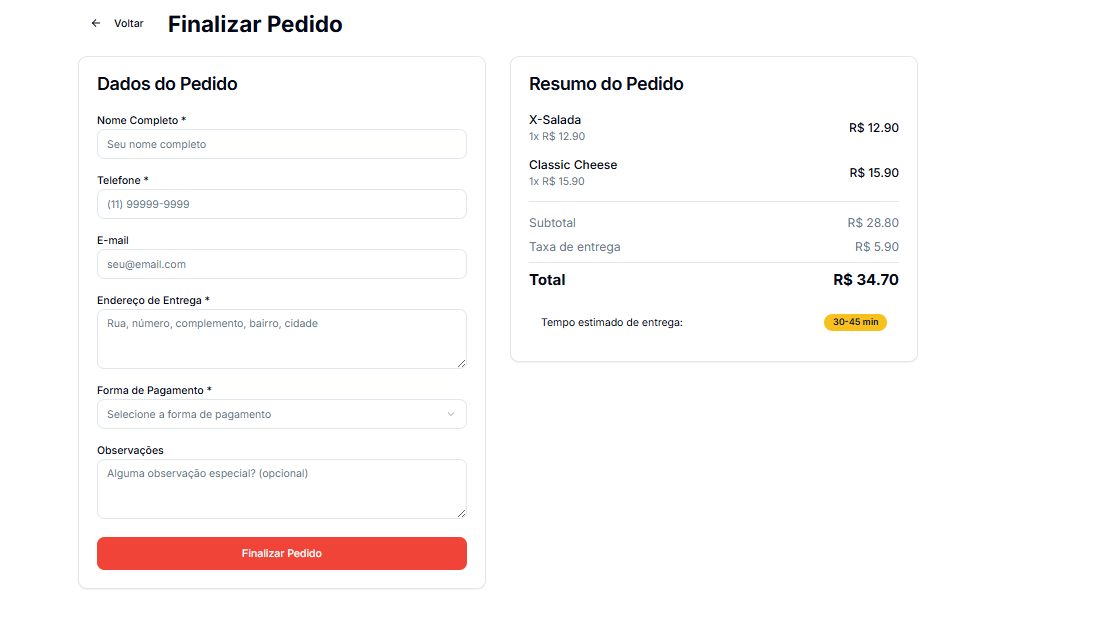 Voltar
Finalizar Pedido
Dados do Pedido
Nome Completo *
Seu nome completo
Telefone *
(11) 99999-9999
E-mail
seu@email.com
Endereço de Entrega *
Rua, número, complemento, bairro, cidade
Forma de Pagamento *
Selecione a forma de pagamento
Observações
Alguma observação especial? (opcional)
Finalizar Pedido
Resumo do Pedido
X-Salada
1x R$ 12.90
R$ 12.90
Classic Cheese
1x R$ 15.90
R$ 15.90
Subtotal R$ 28.80
Taxa de entrega R$ 5.90
Total R$ 34.70
Tempo estimado de entrega: 30-45 min